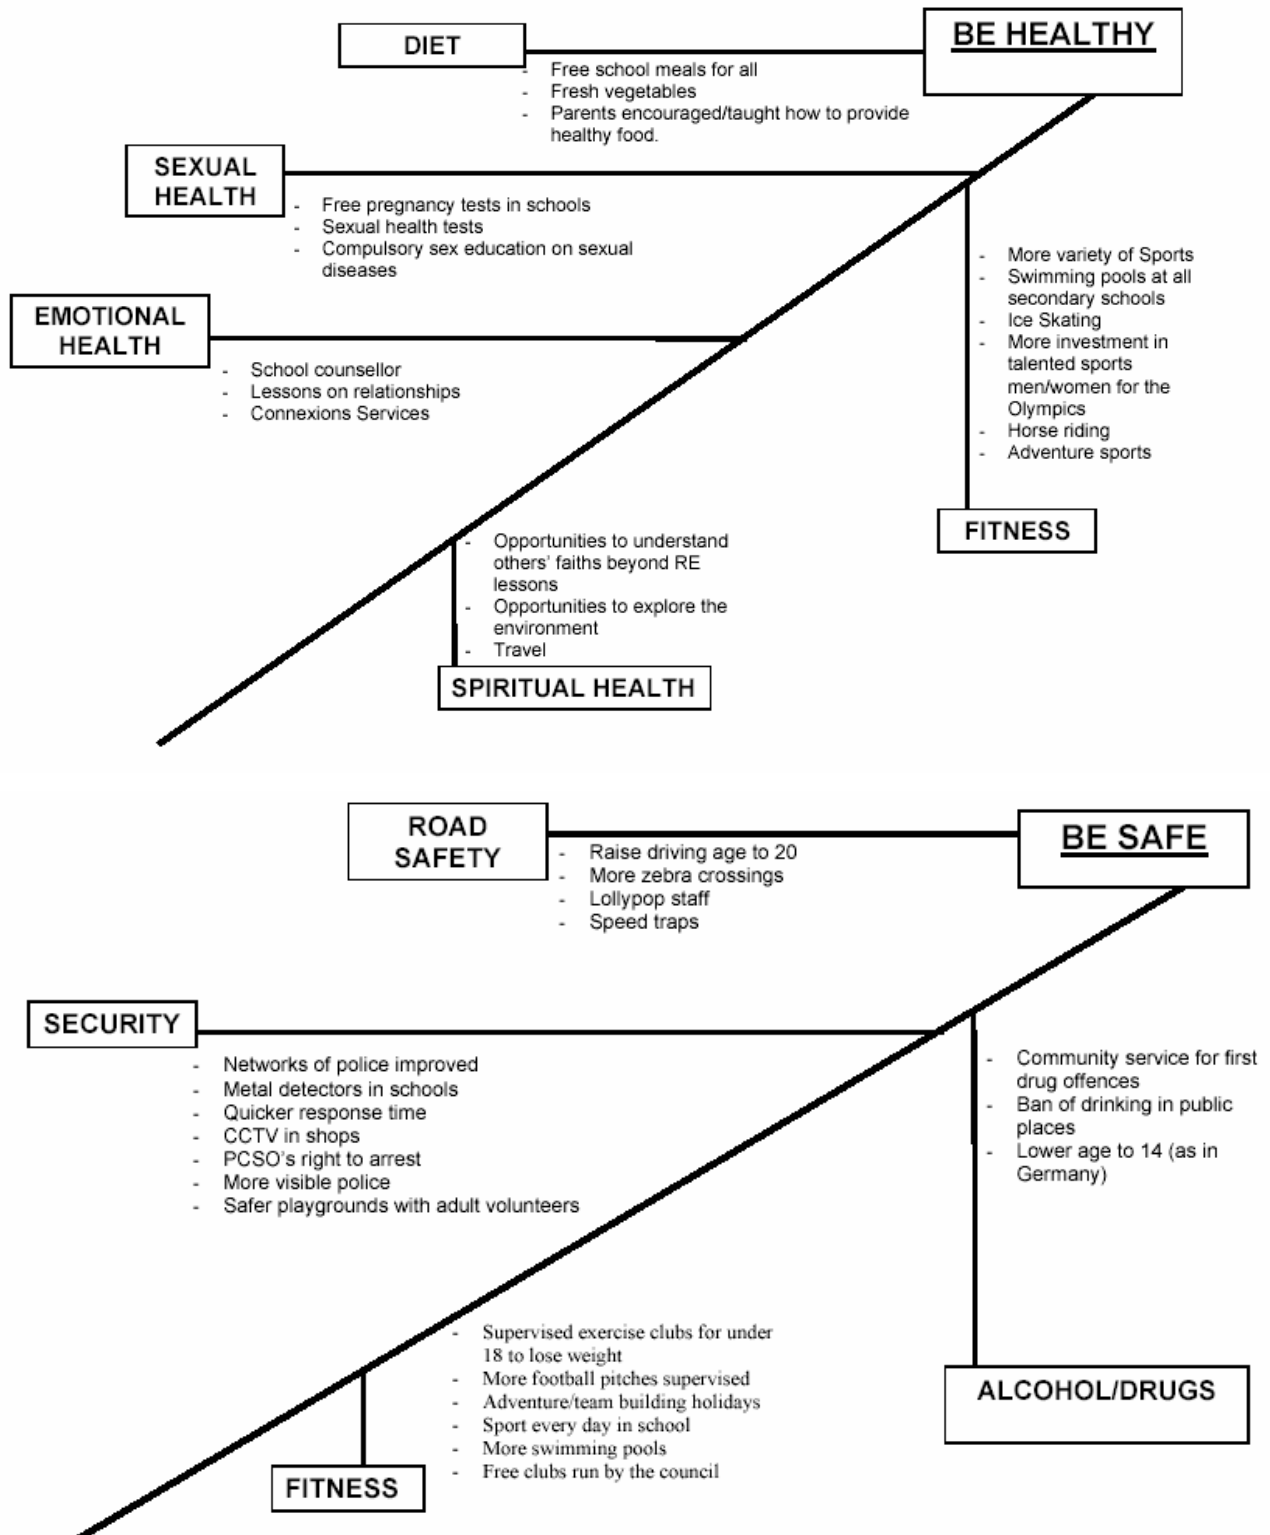 BE HEALTHY
DIET
- Free school meals for all
- Fresh vegetables
- Parents encouraged/taught how to provide
healthy food.
SEXUAL
HEALTH
- Free pregnancy tests in schools
- Sexual health tests
- Compulsory sex education on sexual
diseases
- More variety of Sports
- Swimming pools at all
secondary schools
- Ice Skating
- More investment in
talented sports
men/women for the
Olympics
- Horse riding
- Adventure sports
FITNESS
EMOTIONAL
HEALTH
- School counsellor
- Lessons on relationships
- Connexions Services
- Opportunities to understand
others' faiths beyond RE
lessons
- Opportunities to explore the
environment
- Travel
SPIRITUAL HEALTH
BE SAFE
ROAD
SAFETY
- Raise driving age to 20
- More zebra crossings
- Lollypop staff
- Speed traps
SECURITY
- Networks of police improved
- Metal detectors in schools
- Quicker response time
- CCTV in shops
- PCSO's right to arrest
- More visible police
- Safer playgrounds with adult volunteers
- Community service for first
drug offences
- Ban of drinking in public
places
- Lower age to 14 (as in
Germany)
ALCOHOL/DRUGS
- Supervised exercise clubs for under
18 to lose weight
- More football pitches supervised
- Adventure/team building holidays
- Sport every day in school
- More swimming pools
- Free clubs run by the council
FITNESS